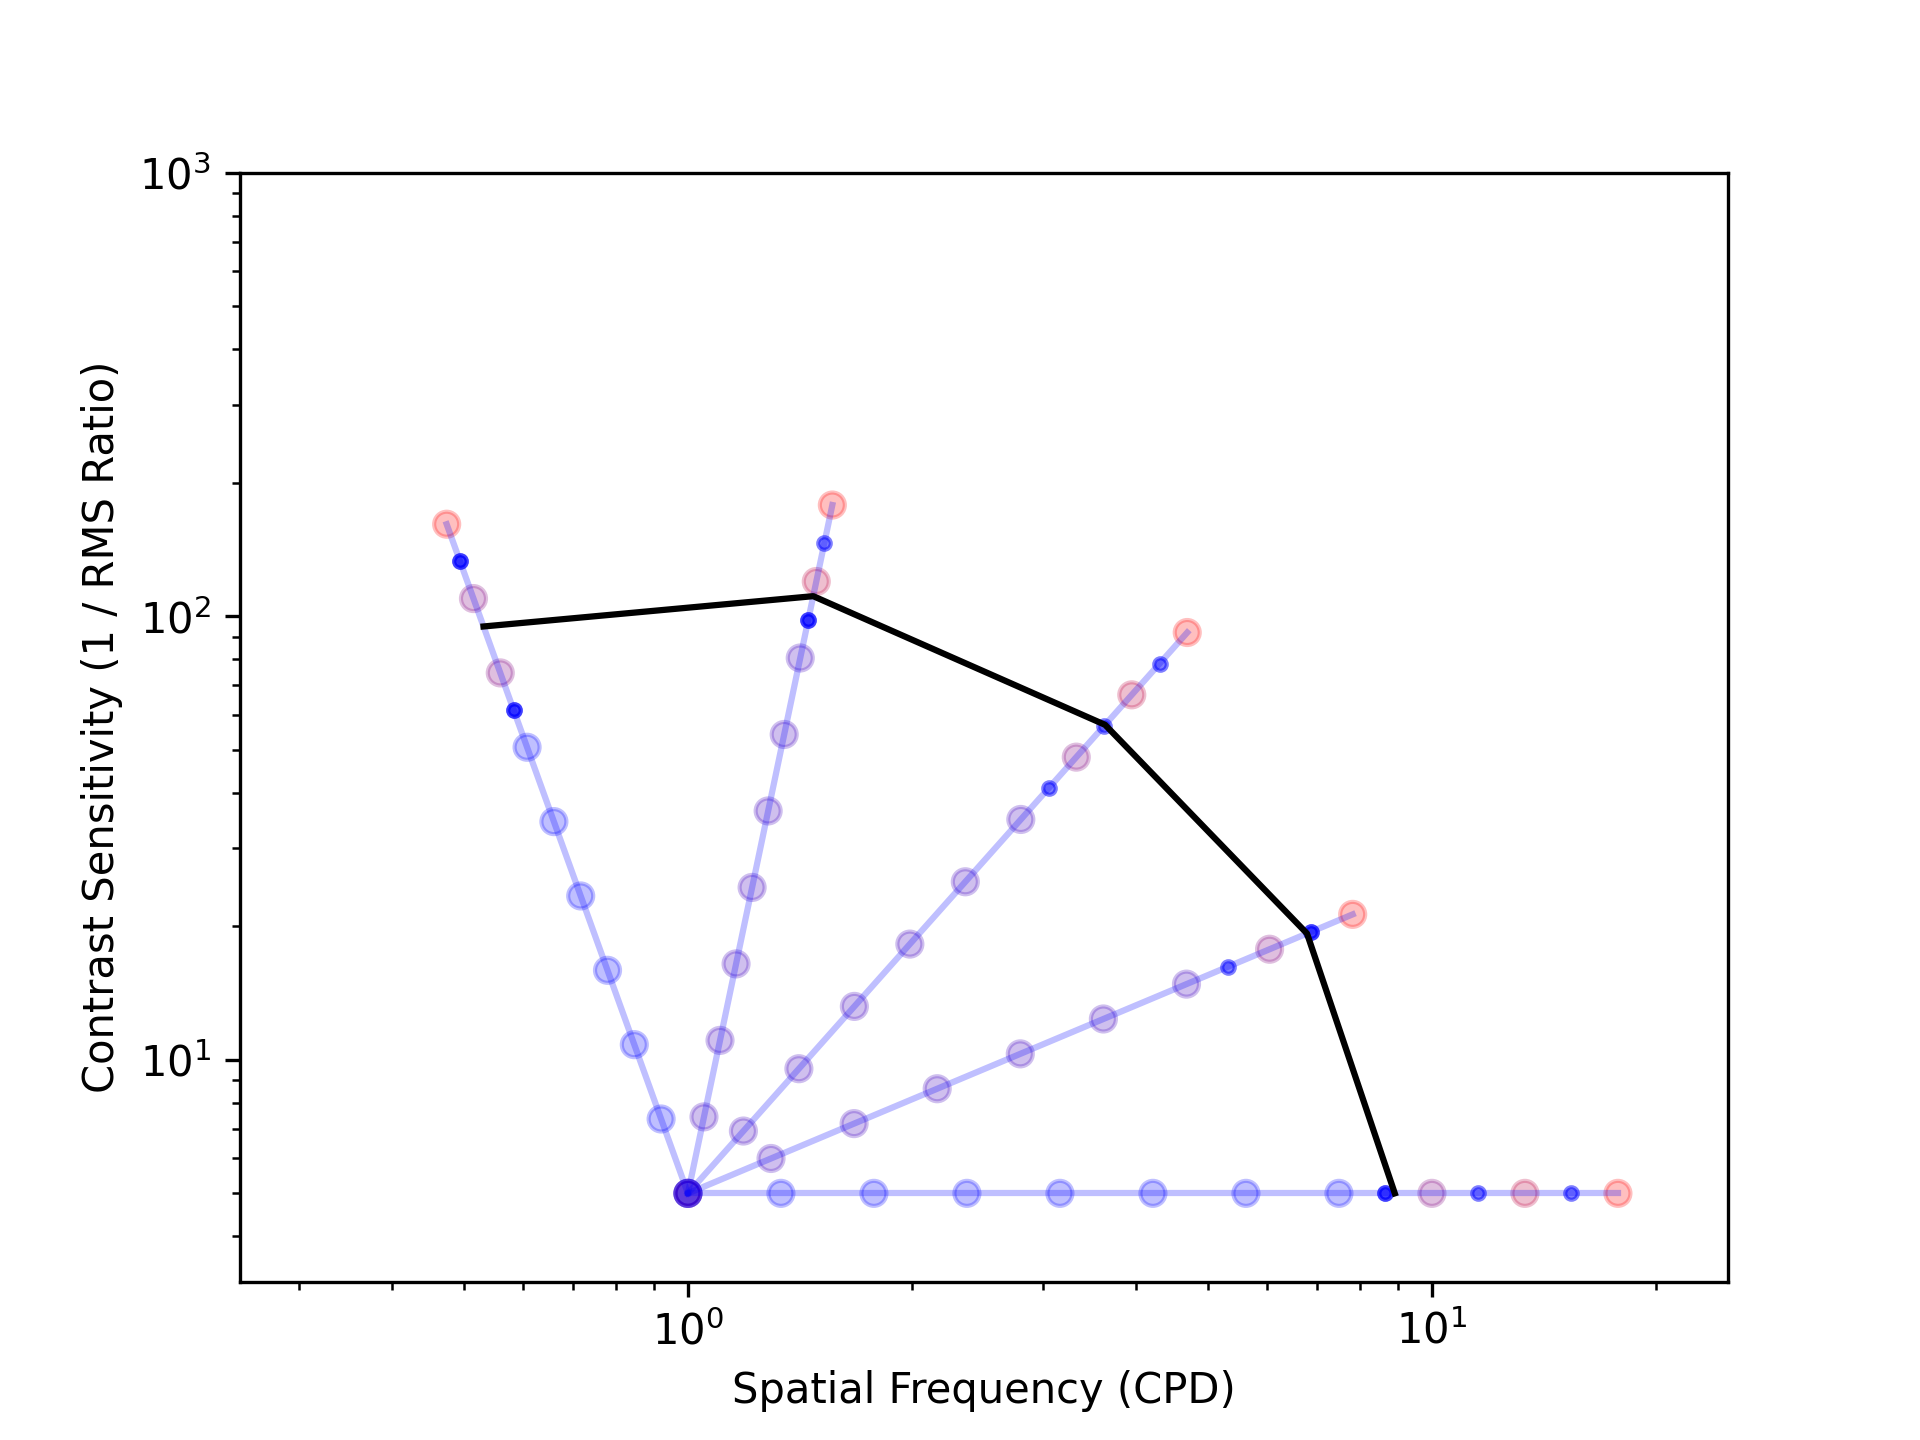 10³
10²
10¹
Contrast Sensitivity (1 / RMS Ratio)
10⁰
10¹
Spatial Frequency (CPD)